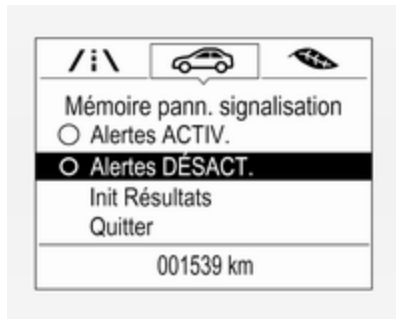 Mémoire pann. signalisation
Alertes ACTIV.
Alertes DÉSACT.
Init Résultats
Quitter
001539 km